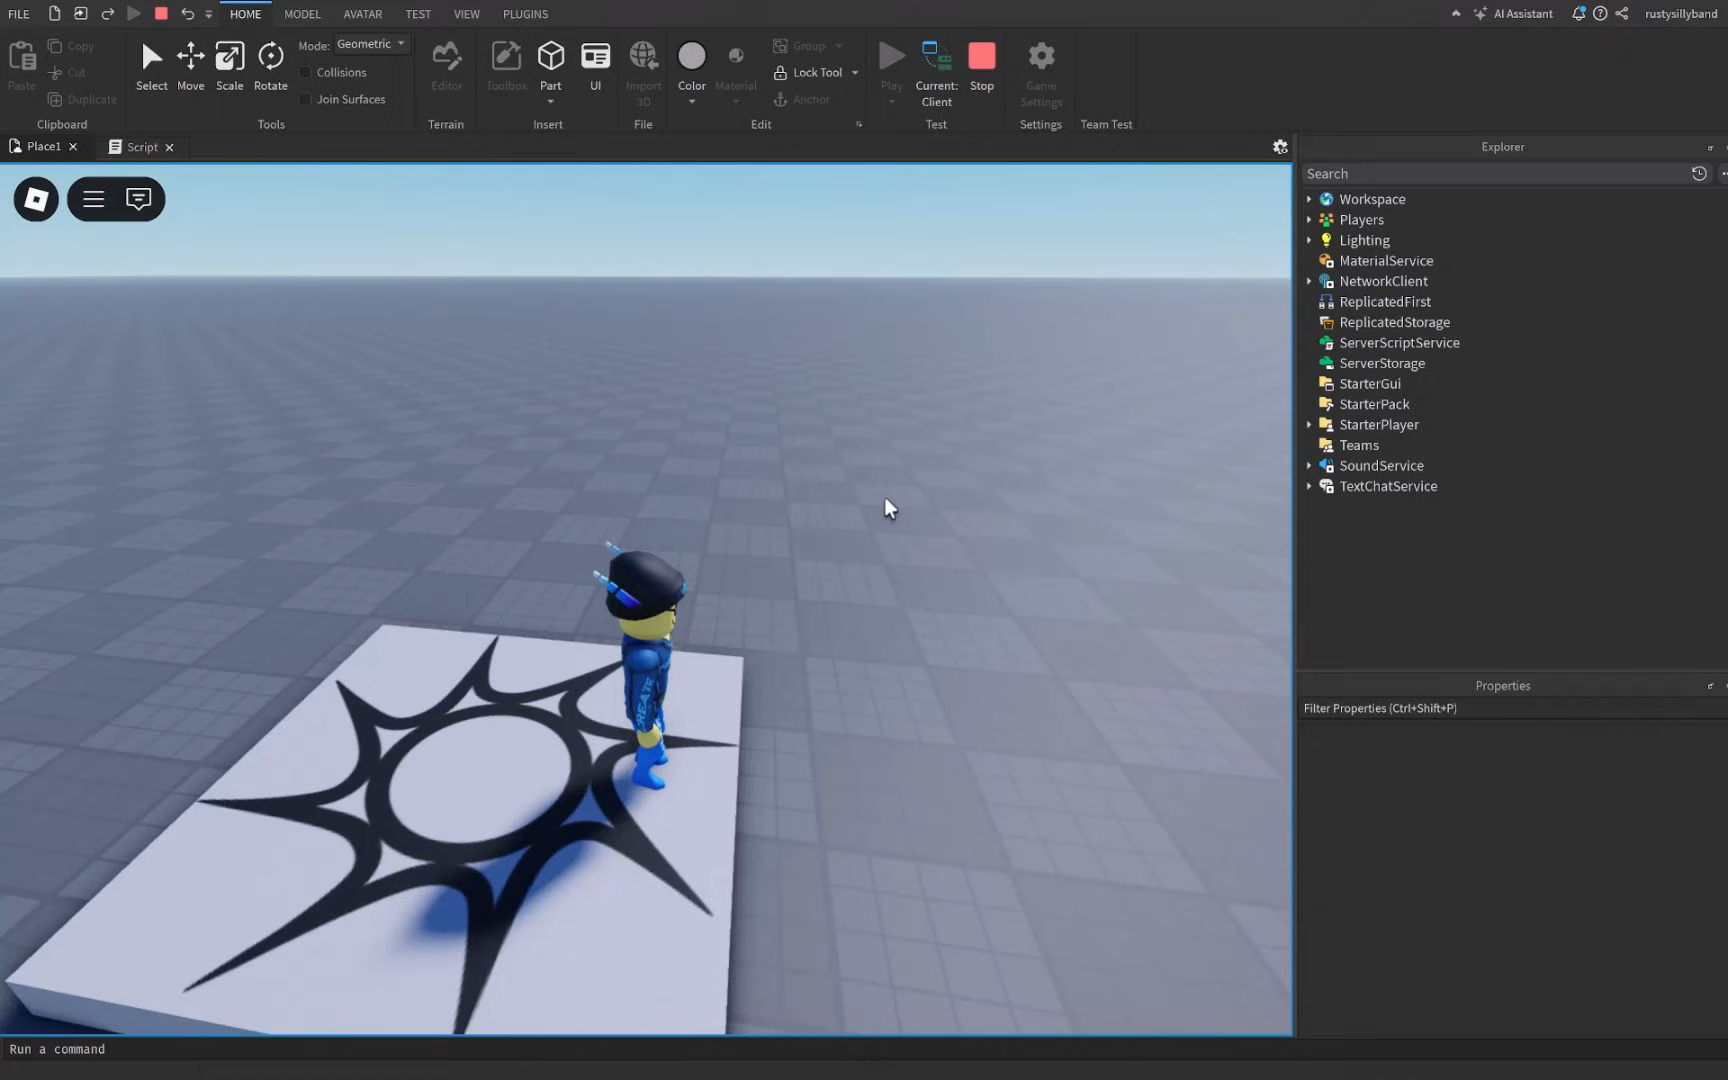 FILE HOME MODEL AVATAR TEST VIEW PLUGINS AI Assistant rustysillyband
Paste Copy Cut Duplicate
Clipboard
Select Move Scale Rotate
Mode: Geometric
Collisions
Join Surfaces
Tools
Editor
Terrain
Toolbox Part UI
Insert
Import
3D
File
Color Material
Group
Lock Tool
Anchor
Edit
Play Current:
Client
Stop
Test
Game
Settings
Settings
Team Test
Place1 Script
Explorer
Search
Workspace
Players
Lighting
MaterialService
NetworkClient
ReplicatedFirst
ReplicatedStorage
ServerScriptService
ServerStorage
StarterGui
StarterPack
StarterPlayer
Teams
SoundService
TextChatService
CREATE
Properties
Filter Properties (Ctrl+Shift+P)
Run a command